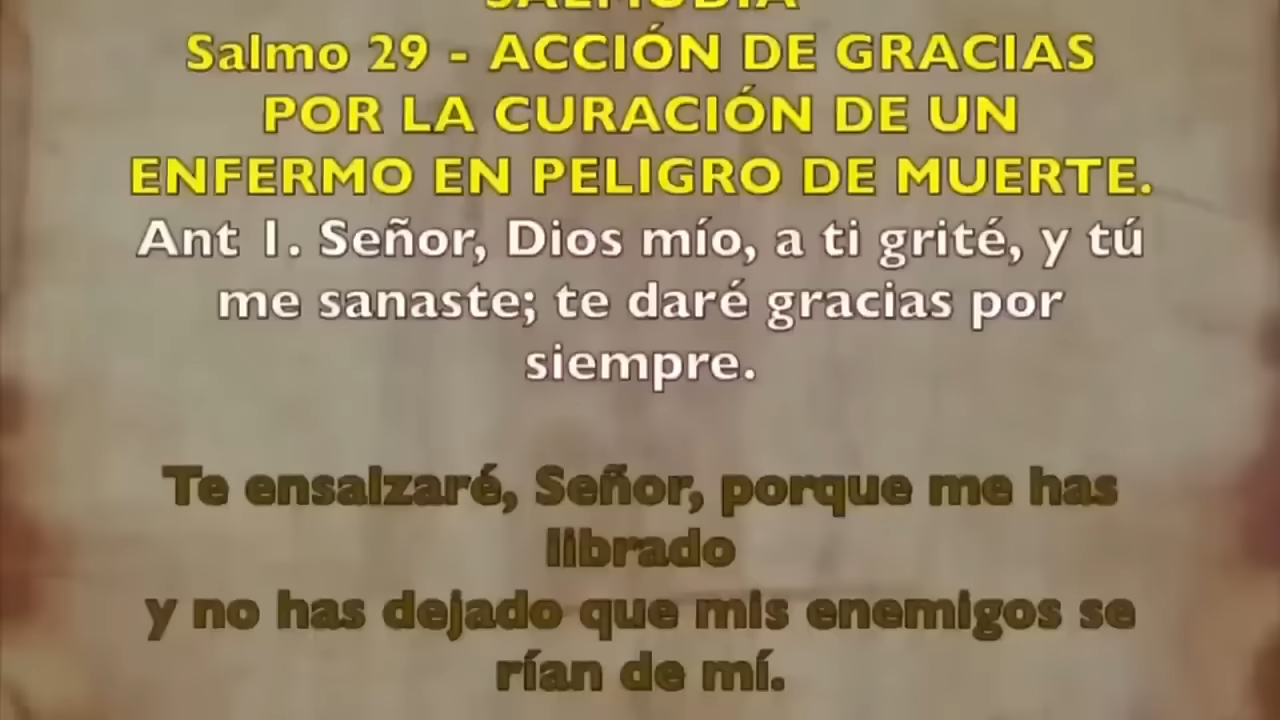 SALMODIA
Salmo 29 - ACCIÓN DE GRACIAS
POR LA CURACIÓN DE UN
ENFERMO EN PELIGRO DE MUERTE.
Ant 1. Señor, Dios mío, a ti grité, y tú
me sanaste; te daré gracias por
siempre.
Te ensalzaré, Señor, porque me has
librado
y no has dejado que mis enemigos se
rían de mí.